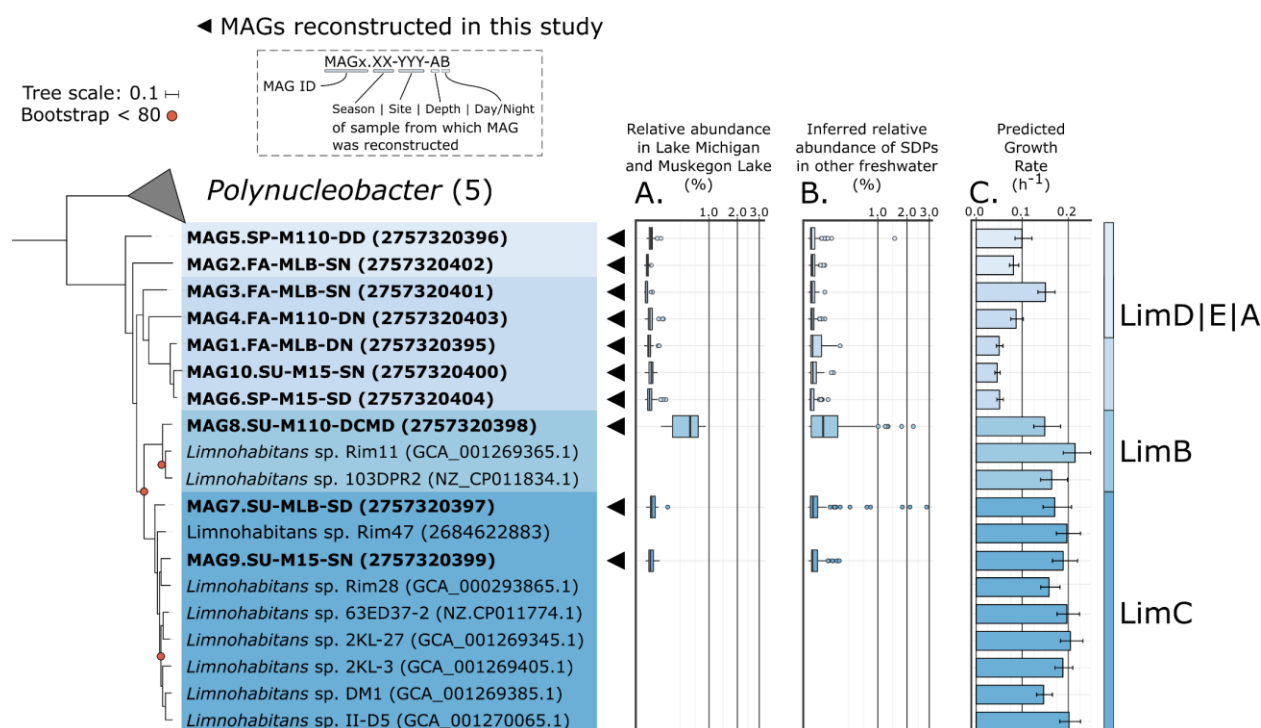 ◄ MAGs reconstructed in this study
MAGx.XX-YYY-AB
MAG ID
Season | Site | Depth | Day/Night
of sample from which MAG
was reconstructed
Tree scale: 0.1
Bootstrap < 80
Relative abundance
in Lake Michigan
and Muskegon Lake
(%)
Inferred relative
abundance of SDPs
in other freshwater
(%)
Predicted
Growth
Rate
(h⁻¹)
Polynucleobacter (5)
A.
B.
C.
1.0 2.0 3.0
1.0 2.0 3.0
0.0 0.1 0.2
MAG5.SP-M110-DD (2757320396)
MAG2.FA-MLB-SN (2757320402)
MAG3.FA-MLB-SN (2757320401)
MAG4.FA-M110-DN (2757320403)
MAG1.FA-MLB-DN (2757320395)
MAG10.SU-M15-SN (2757320400)
MAG6.SP-M15-SD (2757320404)
MAG8.SU-M110-DCMD (2757320398)
Limnohabitans sp. Rim11 (GCA_001269365.1)
Limnohabitans sp. 103DPR2 (NZ_CP011834.1)
MAG7.SU-MLB-SD (2757320397)
Limnohabitans sp. Rim47 (2684622883)
MAG9.SU-M15-SN (2757320399)
Limnohabitans sp. Rim28 (GCA_000293865.1)
Limnohabitans sp. 63ED37-2 (NZ.CP011774.1)
Limnohabitans sp. 2KL-27 (GCA_001269345.1)
Limnohabitans sp. 2KL-3 (GCA_001269405.1)
Limnohabitans sp. DM1 (GCA_001269385.1)
Limnohabitans sp. II-D5 (GCA_001270065.1)
LimD|E|A
LimB
LimC